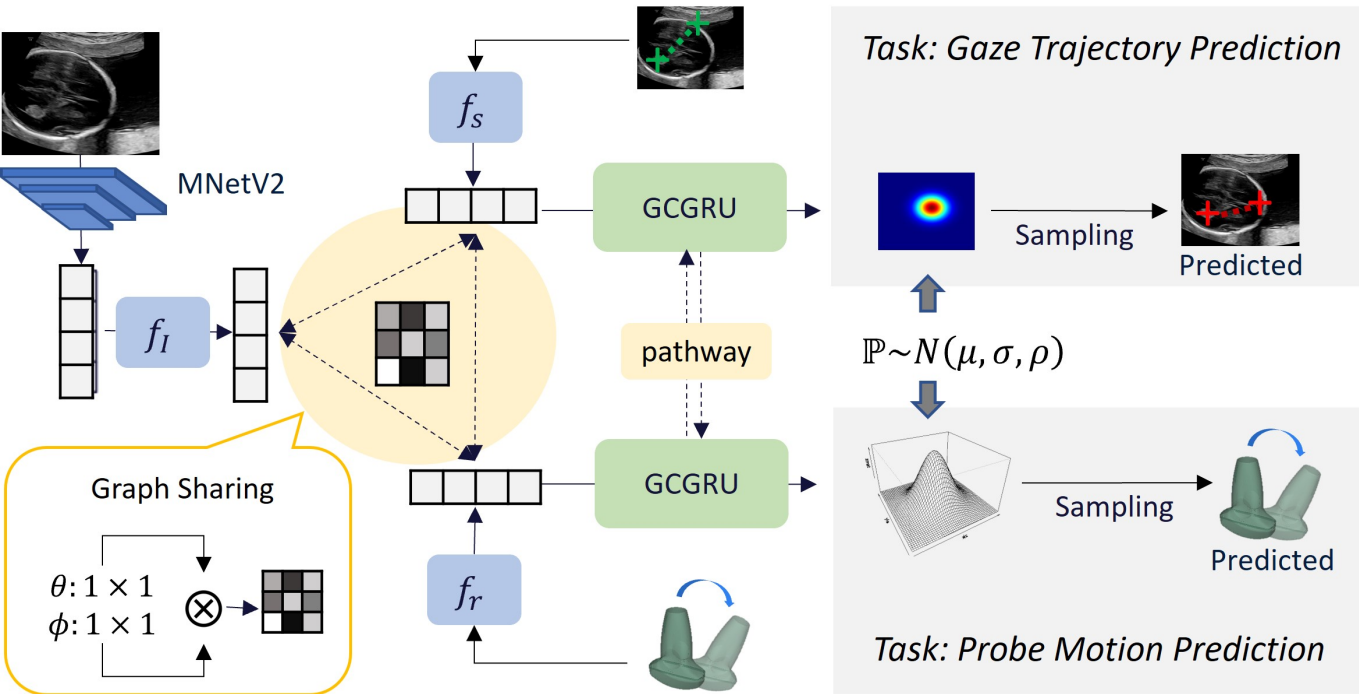 MNetV2
f_I
f_s
GCGRU
pathway
GCGRU
f_r
Graph Sharing
θ: 1 × 1
ϕ: 1 × 1
⊗
Task: Gaze Trajectory Prediction
Sampling
Predicted
ℙ~N(μ, σ, ρ)
Sampling
Predicted
Task: Probe Motion Prediction